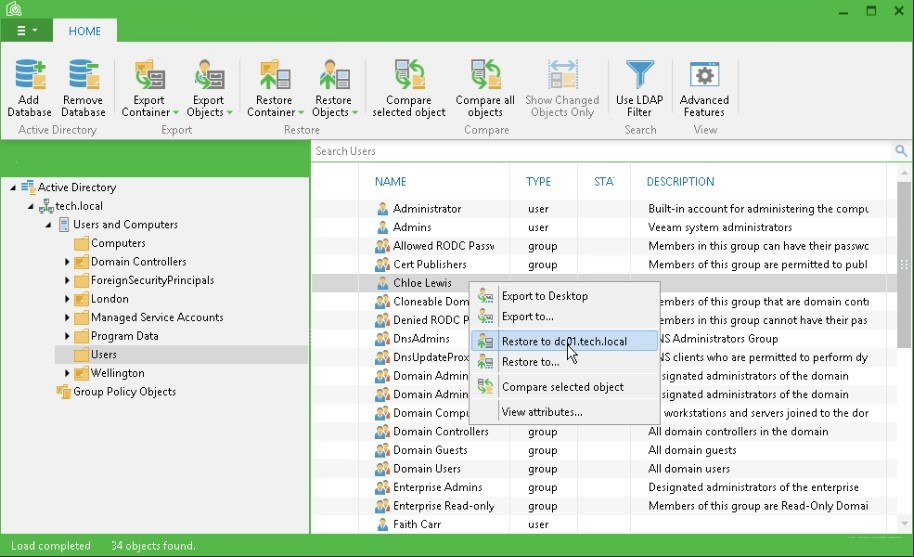 HOME
Add Database
Remove Database
Export Container
Export Objects
Restore Container
Restore Objects
Compare selected object
Compare all objects
Show Changed Objects Only
Use LDAP Filter
Advanced Features
Active Directory
Export
Restore
Compare
Search
View
Search Users
Active Directory
tech.local
Users and Computers
Computers
Domain Controllers
ForeignSecurityPrincipals
London
Managed Service Accounts
Program Data
Users
Wellington
Group Policy Objects
NAME TYPE STA DESCRIPTION
Administrator user Built-in account for administering the compu
Admins user Veeam system administrators
Allowed RODC Passw group Members in this group can have their passwc
Cert Publishers group Members of this group are permitted to publ
Chloe Lewis
Cloneable Dom embers of this group that are domain contr
Denied RODC P embers in this group cannot have their pas
DnsAdmins NS Administrators Group
DnsUpdateProx NS clients who are permitted to perform dy
Domain Admin signated administrators of the domain
Domain Admin esignated administrators of the domain
Domain Compu workstations and servers joined to the dor
Domain Controllers group All domain controllers in the domain
Domain Guests group All domain guests
Domain Users group All domain users
Enterprise Admins group Designated administrators of the enterprise
Enterprise Read-only group Members of this group are Read-Only Domai
Faith Carr user
Export to Desktop
Export to...
Restore to dc01.tech.local
Restore to...
Compare selected object
View attributes...
Load completed 34 objects found.